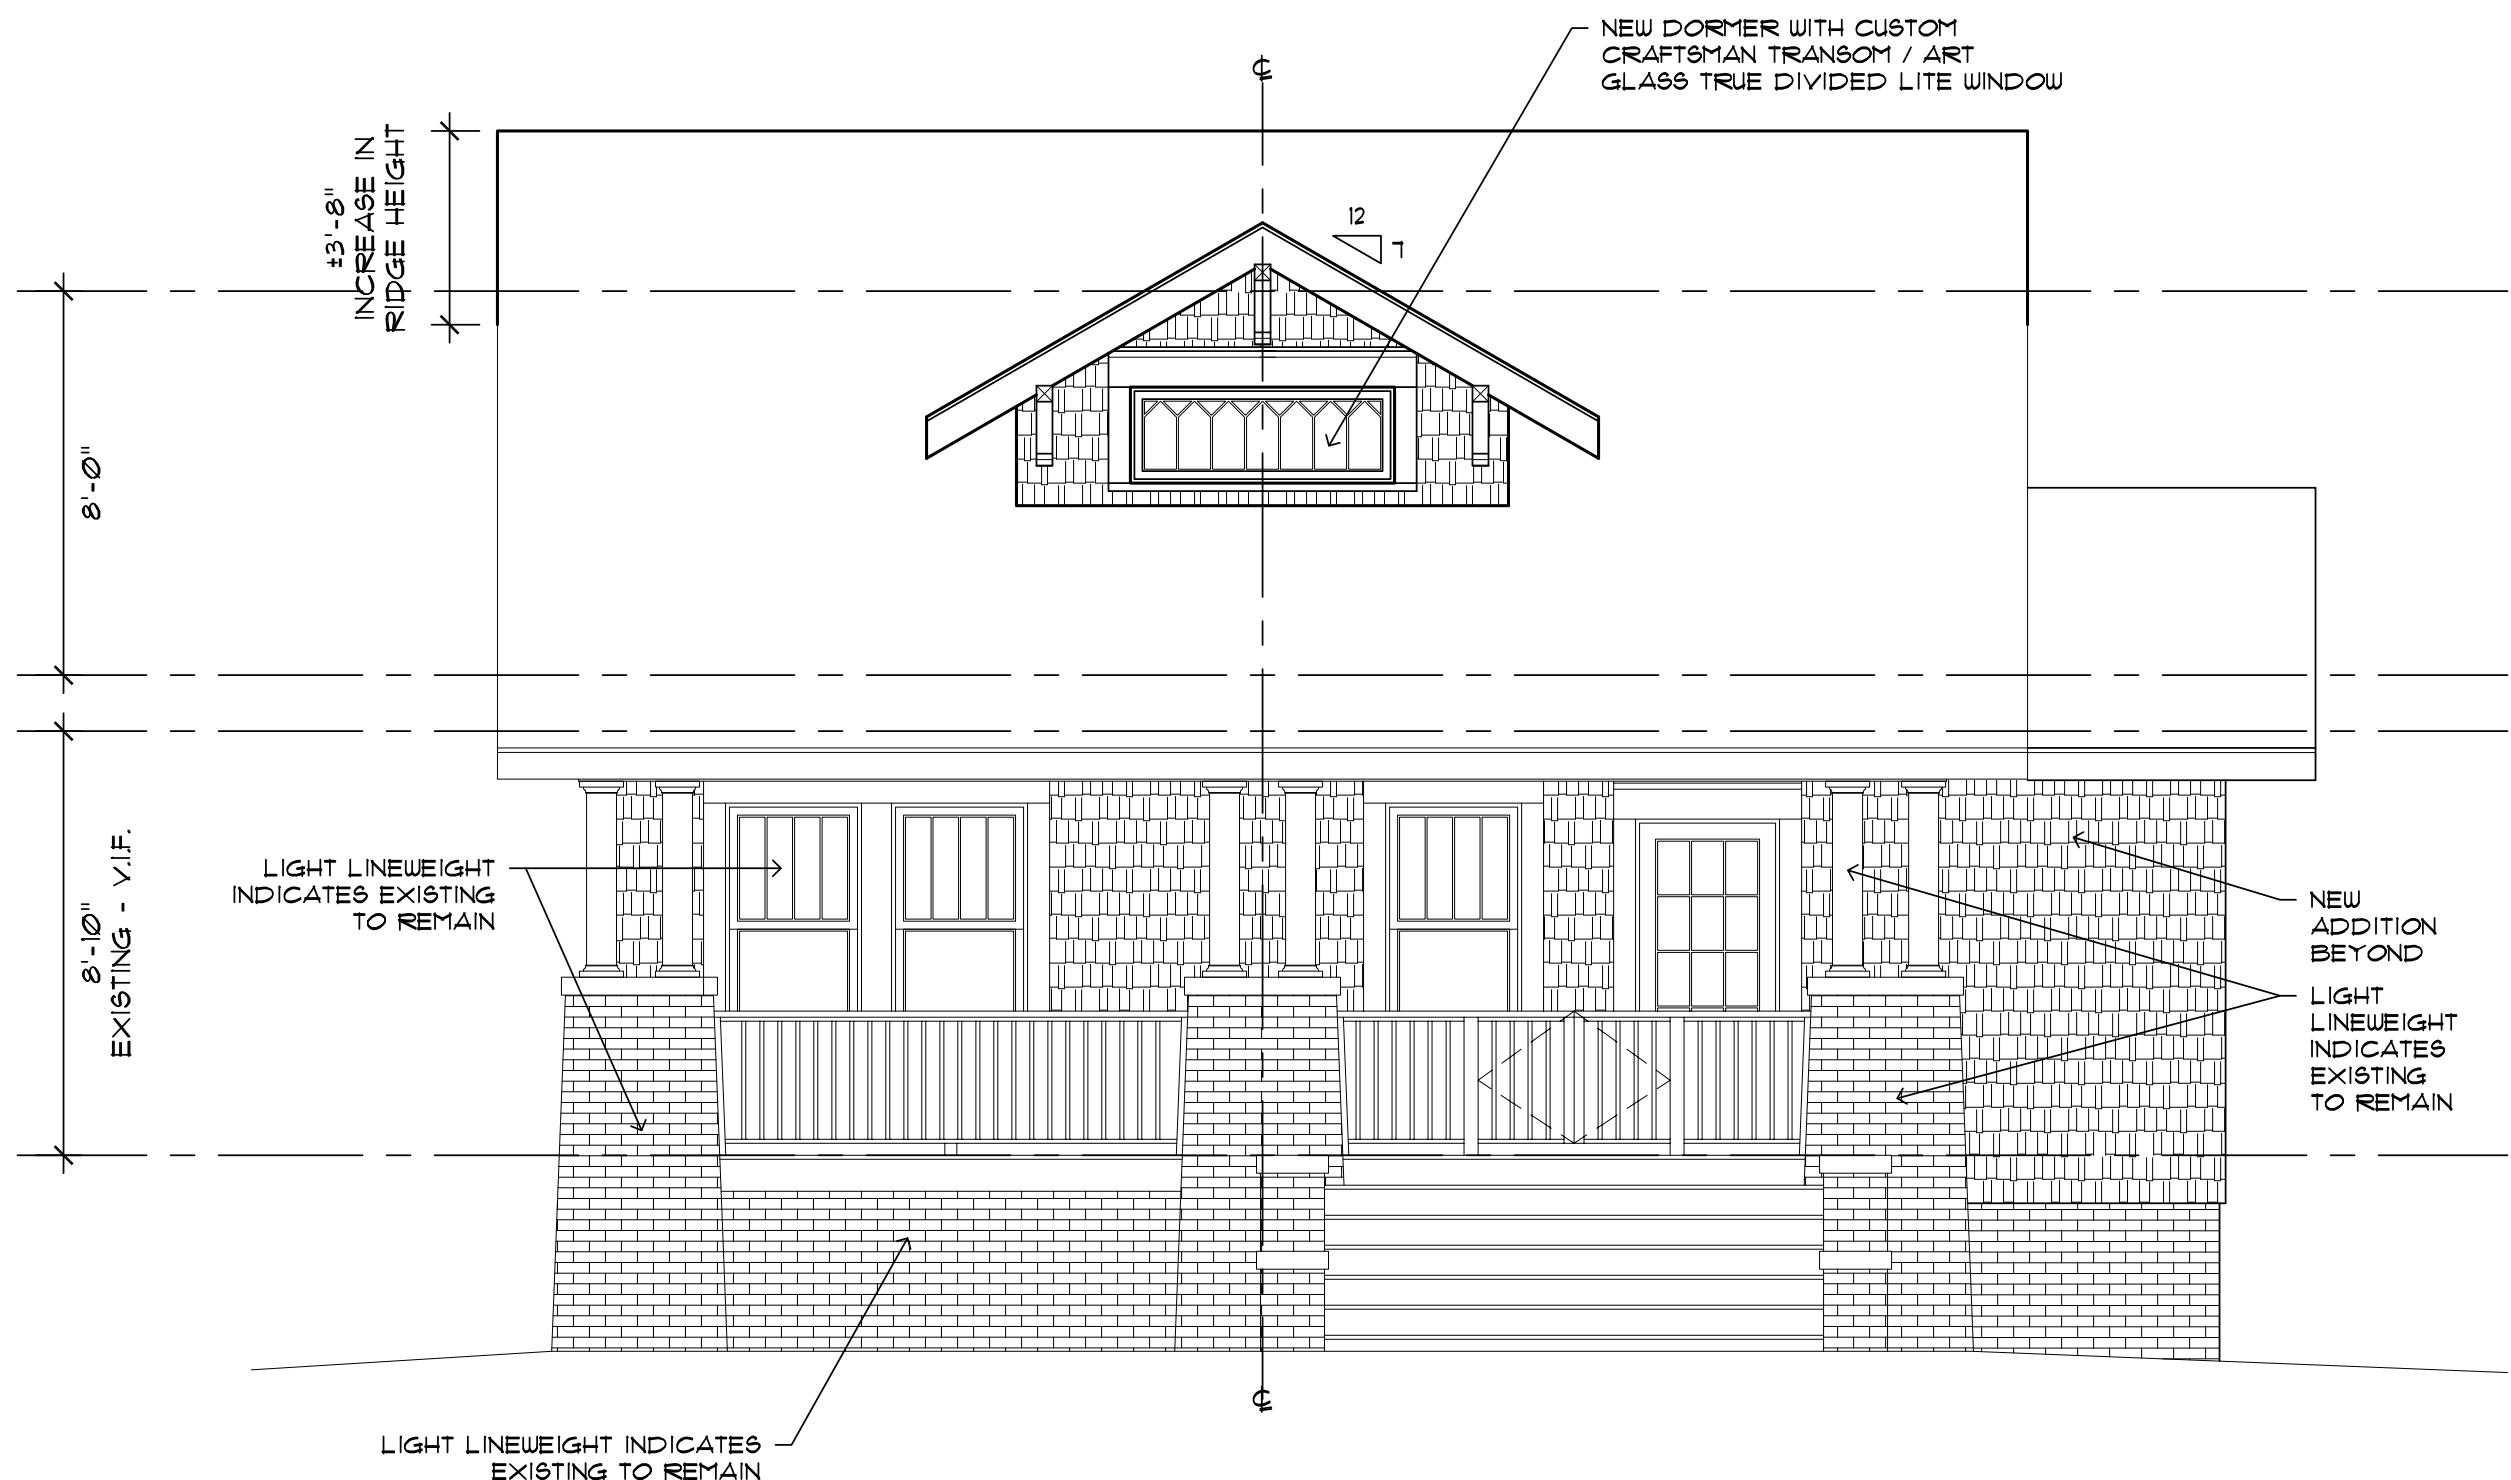 NEW DORMER WITH CUSTOM
CRAFTSMAN TRANSOM / ART
GLASS TRUE DIVIDED LITE WINDOW
℄
±3'-8"
INCREASE IN
RIDGE HEIGHT
12
7
8'-0"
8'-10"
EXISTING - V.I.F.
LIGHT LINEWEIGHT
INDICATES EXISTING
TO REMAIN
NEW
ADDITION
BEYOND
LIGHT
LINEWEIGHT
INDICATES
EXISTING
TO REMAIN
℄
LIGHT LINEWEIGHT INDICATES
EXISTING TO REMAIN